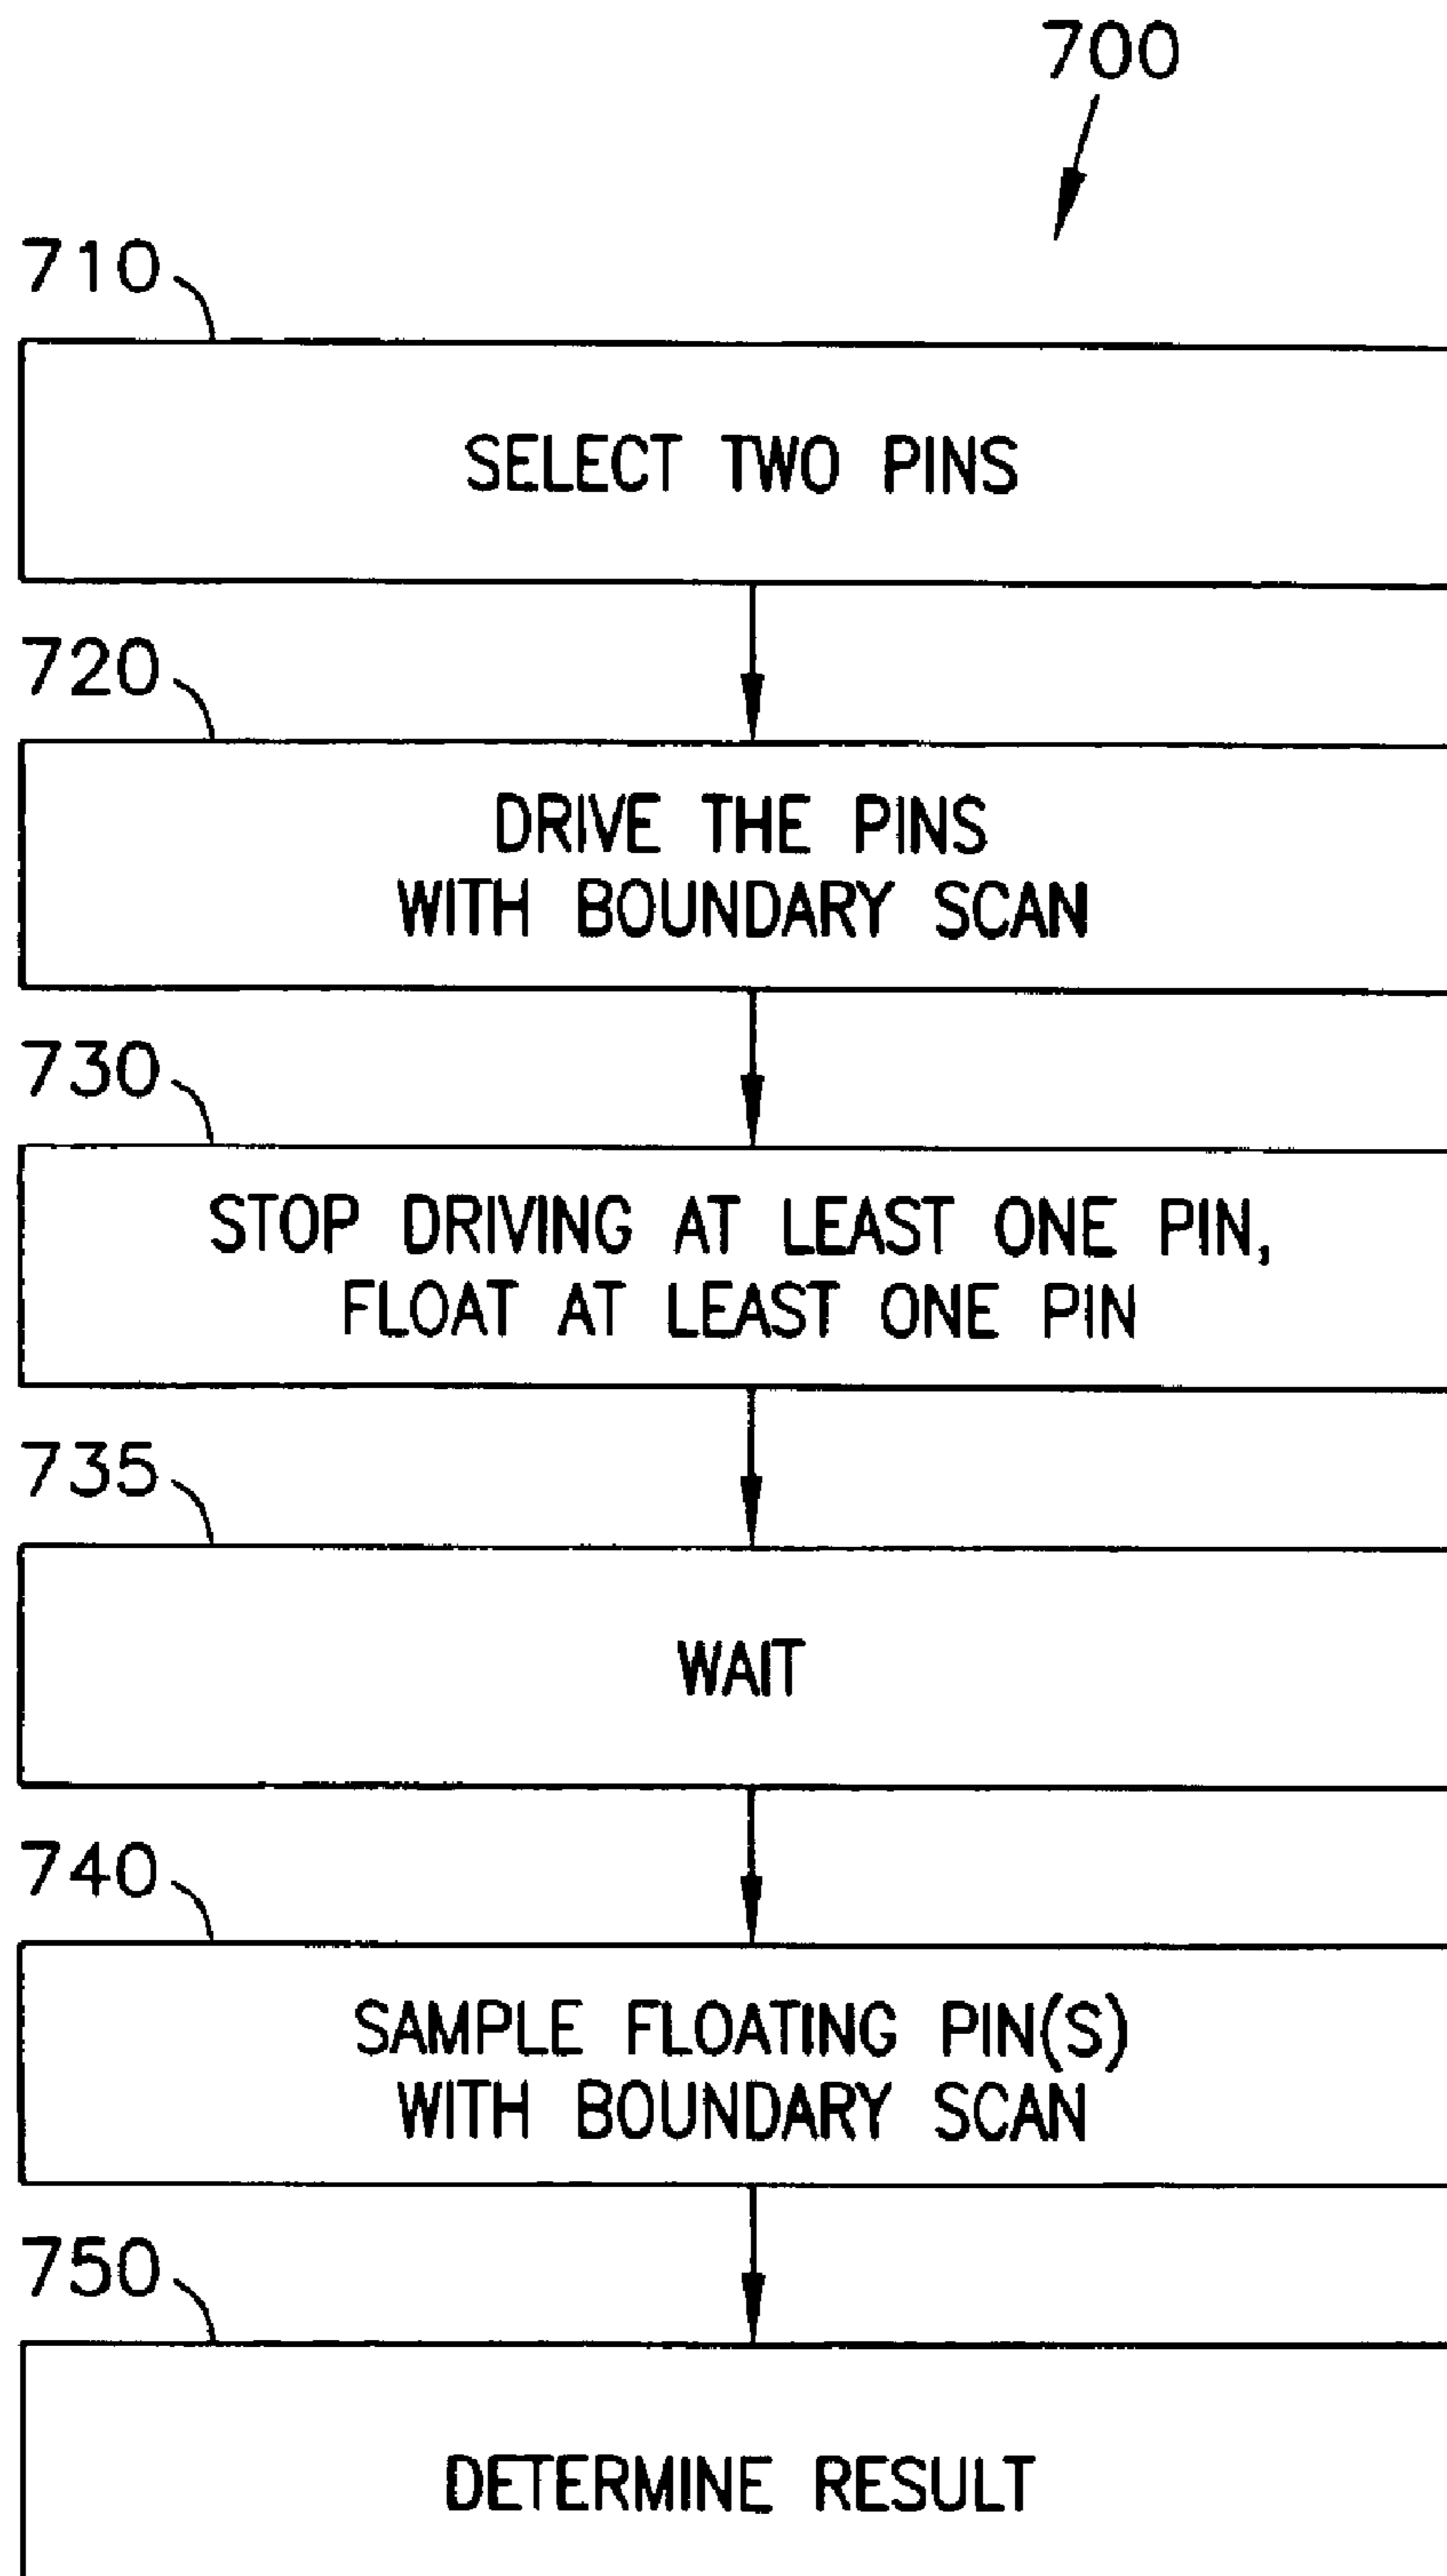 700
710
SELECT TWO PINS
720
DRIVE THE PINS
WITH BOUNDARY SCAN
730
STOP DRIVING AT LEAST ONE PIN,
FLOAT AT LEAST ONE PIN
735
WAIT
740
SAMPLE FLOATING PIN(S)
WITH BOUNDARY SCAN
750
DETERMINE RESULT